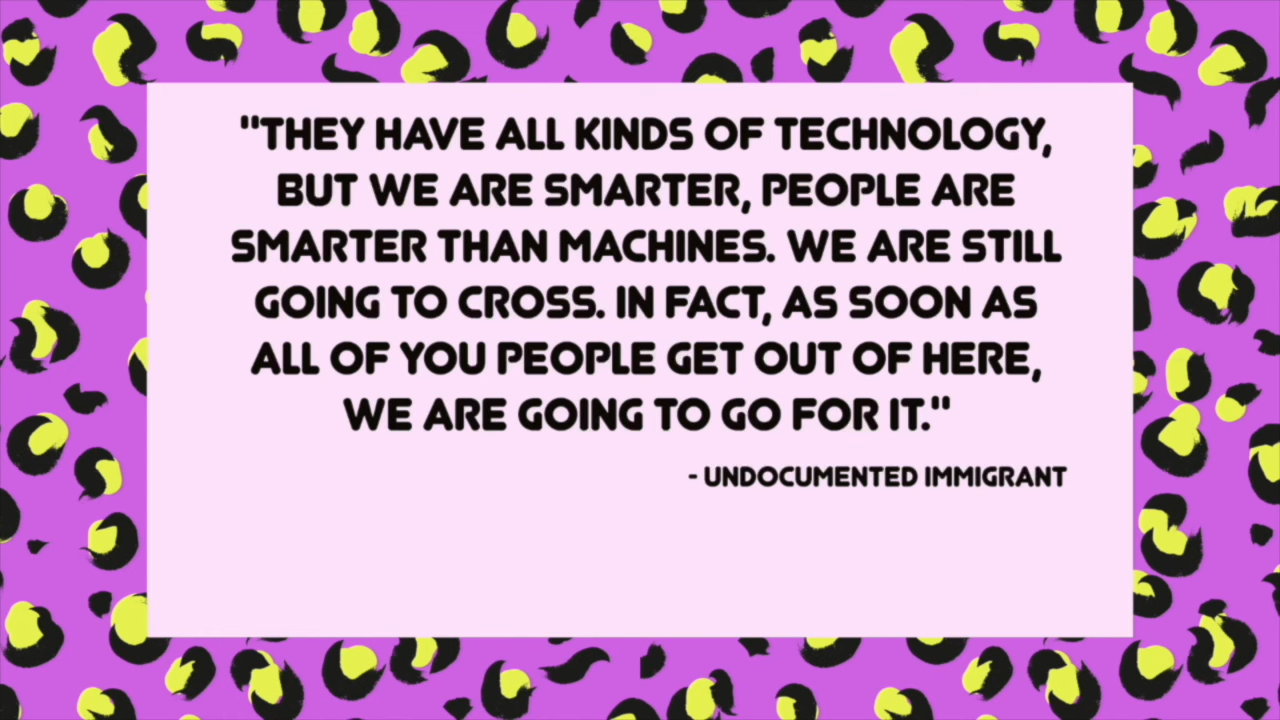 "THEY HAVE ALL KINDS OF TECHNOLOGY,
BUT WE ARE SMARTER, PEOPLE ARE
SMARTER THAN MACHINES. WE ARE STILL
GOING TO CROSS. IN FACT, AS SOON AS
ALL OF YOU PEOPLE GET OUT OF HERE,
WE ARE GOING TO GO FOR IT."
- UNDOCUMENTED IMMIGRANT